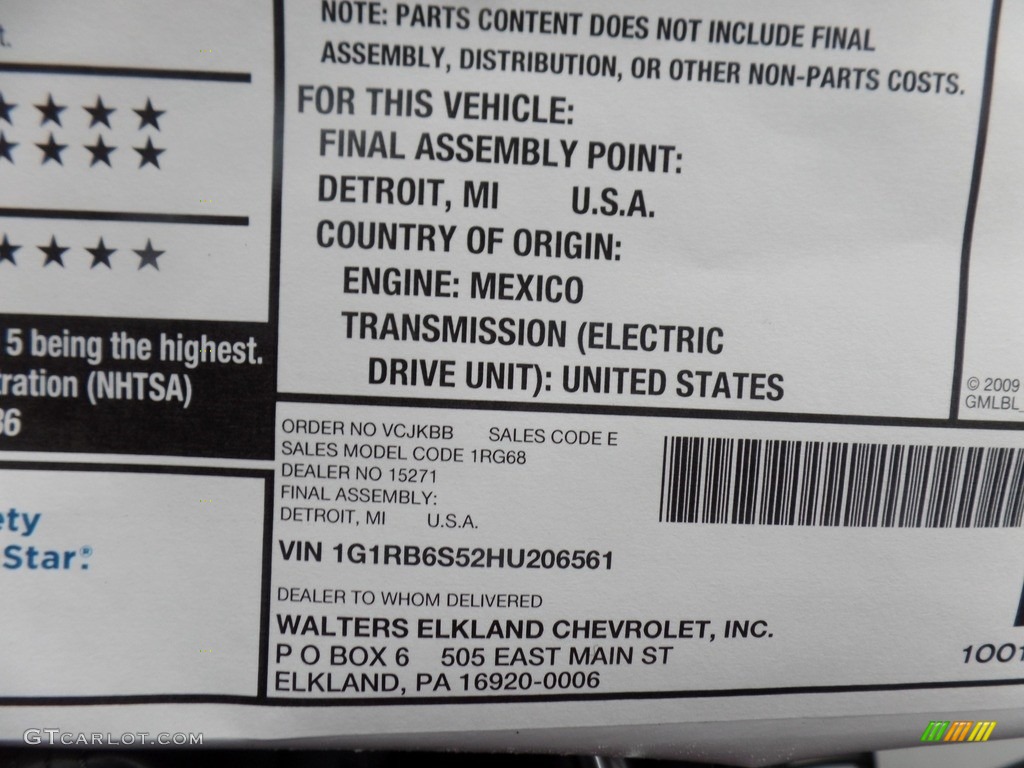 t.
NOTE: PARTS CONTENT DOES NOT INCLUDE FINAL
ASSEMBLY, DISTRIBUTION, OR OTHER NON-PARTS COSTS.
FOR THIS VEHICLE:
FINAL ASSEMBLY POINT:
DETROIT, MI U.S.A.
COUNTRY OF ORIGIN:
ENGINE: MEXICO
TRANSMISSION (ELECTRIC
DRIVE UNIT): UNITED STATES
5 being the highest.
tration (NHTSA)
36
ety
Star.®
© 2009
GMLBL_
ORDER NO VCJKBB SALES CODE E
SALES MODEL CODE 1RG68
DEALER NO 15271
FINAL ASSEMBLY:
DETROIT, MI U.S.A.
VIN 1G1RB6S52HU206561
DEALER TO WHOM DELIVERED
WALTERS ELKLAND CHEVROLET, INC.
P O BOX 6 505 EAST MAIN ST
ELKLAND, PA 16920-0006
1001
GTCARLOT.COM